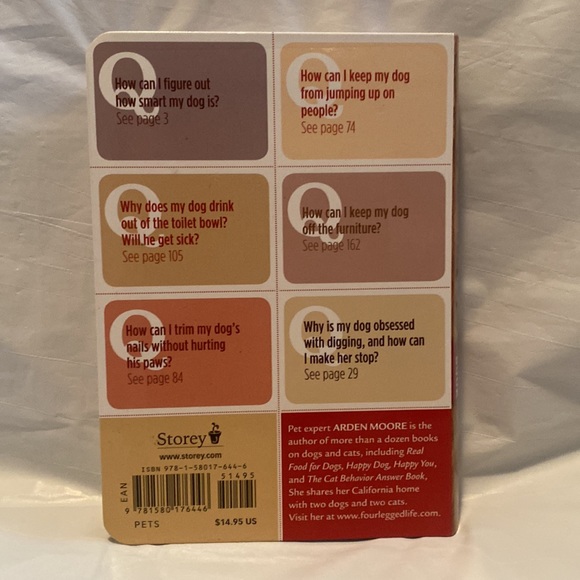 Q
How can I figure out
how smart my dog is?
See page 3
Q
How can I keep my dog
from jumping up on
people?
See page 74
Q
Why does my dog drink
out of the toilet bowl?
Will he get sick?
See page 105
Q
How can I keep my dog
off the furniture?
See page 162
Q
How can I trim my dog's
nails without hurting
his paws?
See page 84
Q
Why is my dog obsessed
with digging, and how can
I make her stop?
See page 29
Storey
www.storey.com
ISBN 978-1-58017-644-6
51495
EAN
9 781580 176446
PETS
$14.95 US
Pet expert ARDEN MOORE is the
author of more than a dozen books
on dogs and cats, including Real
Food for Dogs, Happy Dog, Happy You,
and The Cat Behavior Answer Book.
She shares her California home
with two dogs and two cats.
Visit her at www.fourleggedlife.com.